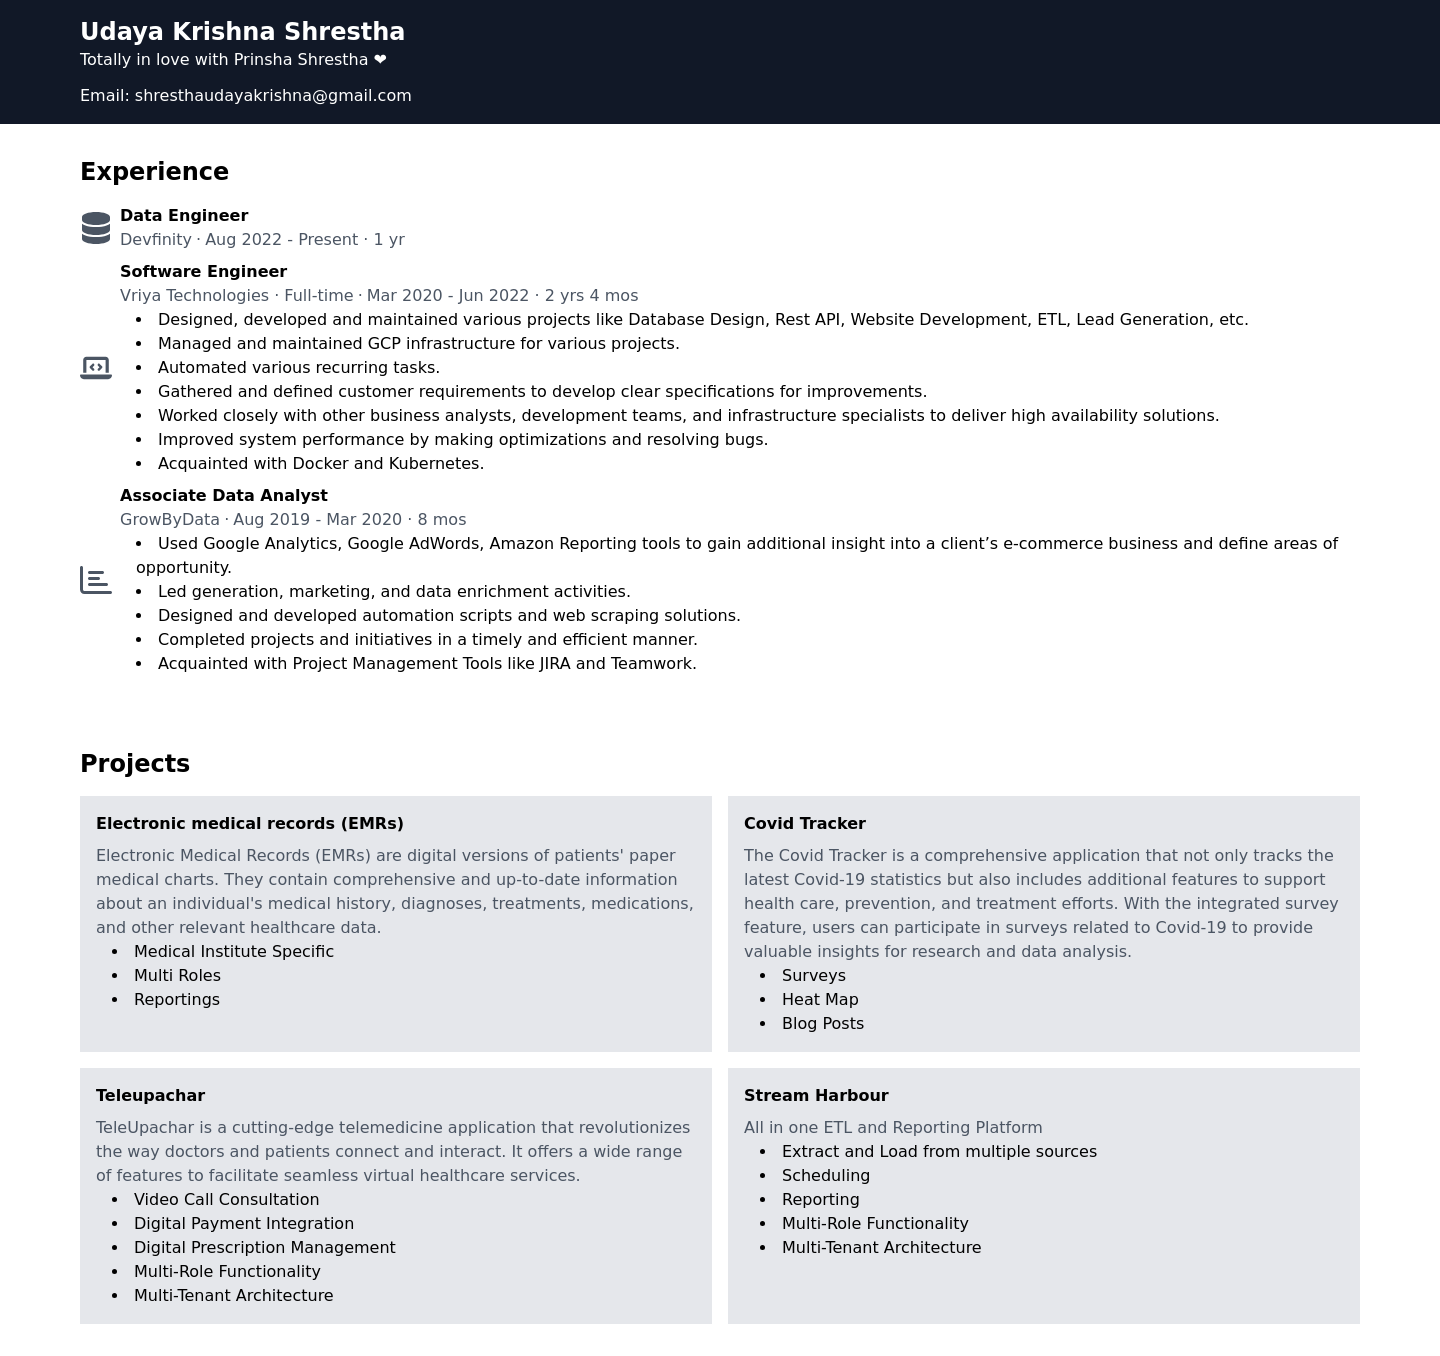 Udaya Krishna Shrestha
Totally in love with Prinsha Shrestha ❤
Email: shresthaudayakrishna@gmail.com
Experience
Data Engineer
Devfinity · Aug 2022 - Present · 1 yr
Software Engineer
Vriya Technologies · Full-time · Mar 2020 - Jun 2022 · 2 yrs 4 mos
• Designed, developed and maintained various projects like Database Design, Rest API, Website Development, ETL, Lead Generation, etc.
• Managed and maintained GCP infrastructure for various projects.
• Automated various recurring tasks.
• Gathered and defined customer requirements to develop clear specifications for improvements.
• Worked closely with other business analysts, development teams, and infrastructure specialists to deliver high availability solutions.
• Improved system performance by making optimizations and resolving bugs.
• Acquainted with Docker and Kubernetes.
Associate Data Analyst
GrowByData · Aug 2019 - Mar 2020 · 8 mos
• Used Google Analytics, Google AdWords, Amazon Reporting tools to gain additional insight into a client’s e-commerce business and define areas of
opportunity.
• Led generation, marketing, and data enrichment activities.
• Designed and developed automation scripts and web scraping solutions.
• Completed projects and initiatives in a timely and efficient manner.
• Acquainted with Project Management Tools like JIRA and Teamwork.
Projects
Electronic medical records (EMRs)
Electronic Medical Records (EMRs) are digital versions of patients' paper
medical charts. They contain comprehensive and up-to-date information
about an individual's medical history, diagnoses, treatments, medications,
and other relevant healthcare data.
• Medical Institute Specific
• Multi Roles
• Reportings
Covid Tracker
The Covid Tracker is a comprehensive application that not only tracks the
latest Covid-19 statistics but also includes additional features to support
health care, prevention, and treatment efforts. With the integrated survey
feature, users can participate in surveys related to Covid-19 to provide
valuable insights for research and data analysis.
• Surveys
• Heat Map
• Blog Posts
Teleupachar
TeleUpachar is a cutting-edge telemedicine application that revolutionizes
the way doctors and patients connect and interact. It offers a wide range
of features to facilitate seamless virtual healthcare services.
• Video Call Consultation
• Digital Payment Integration
• Digital Prescription Management
• Multi-Role Functionality
• Multi-Tenant Architecture
Stream Harbour
All in one ETL and Reporting Platform
• Extract and Load from multiple sources
• Scheduling
• Reporting
• Multi-Role Functionality
• Multi-Tenant Architecture